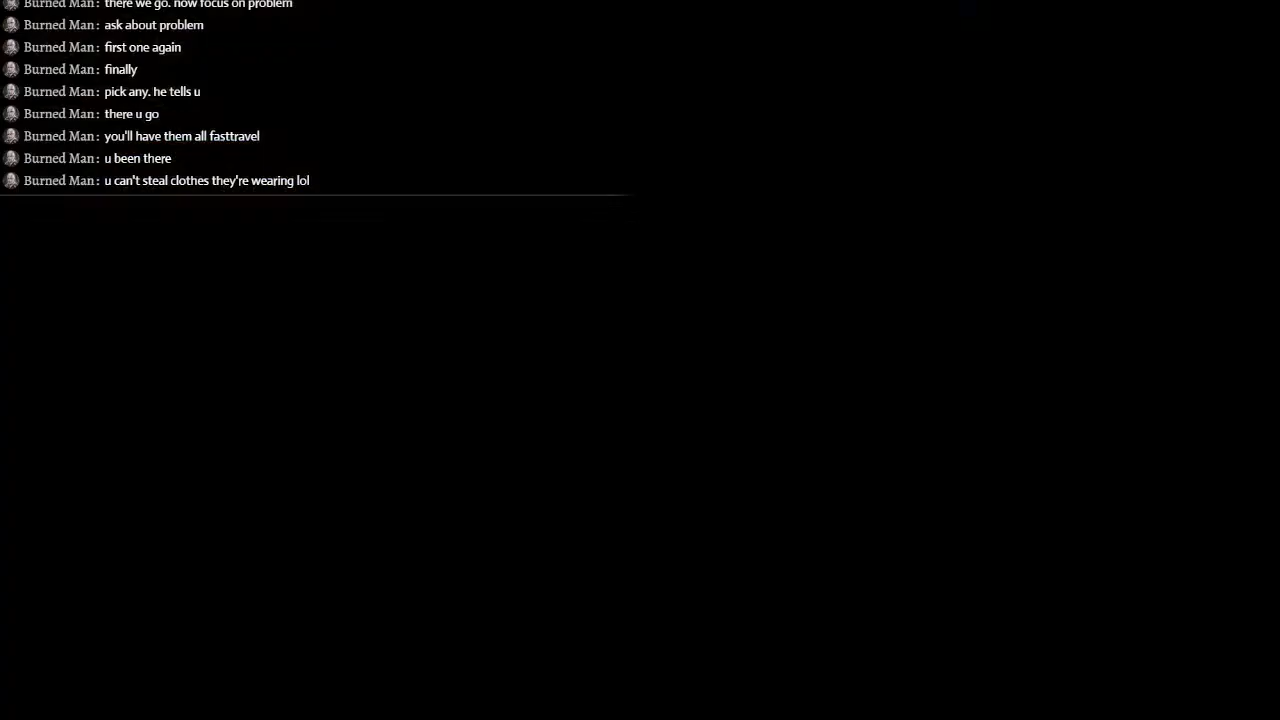 Burned Man: there we go. now focus on problem
Burned Man: ask about problem
Burned Man: first one again
Burned Man: finally
Burned Man: pick any. he tells u
Burned Man: there u go
Burned Man: you'll have them all fasttravel
Burned Man: u been there
Burned Man: u can't steal clothes they're wearing lol